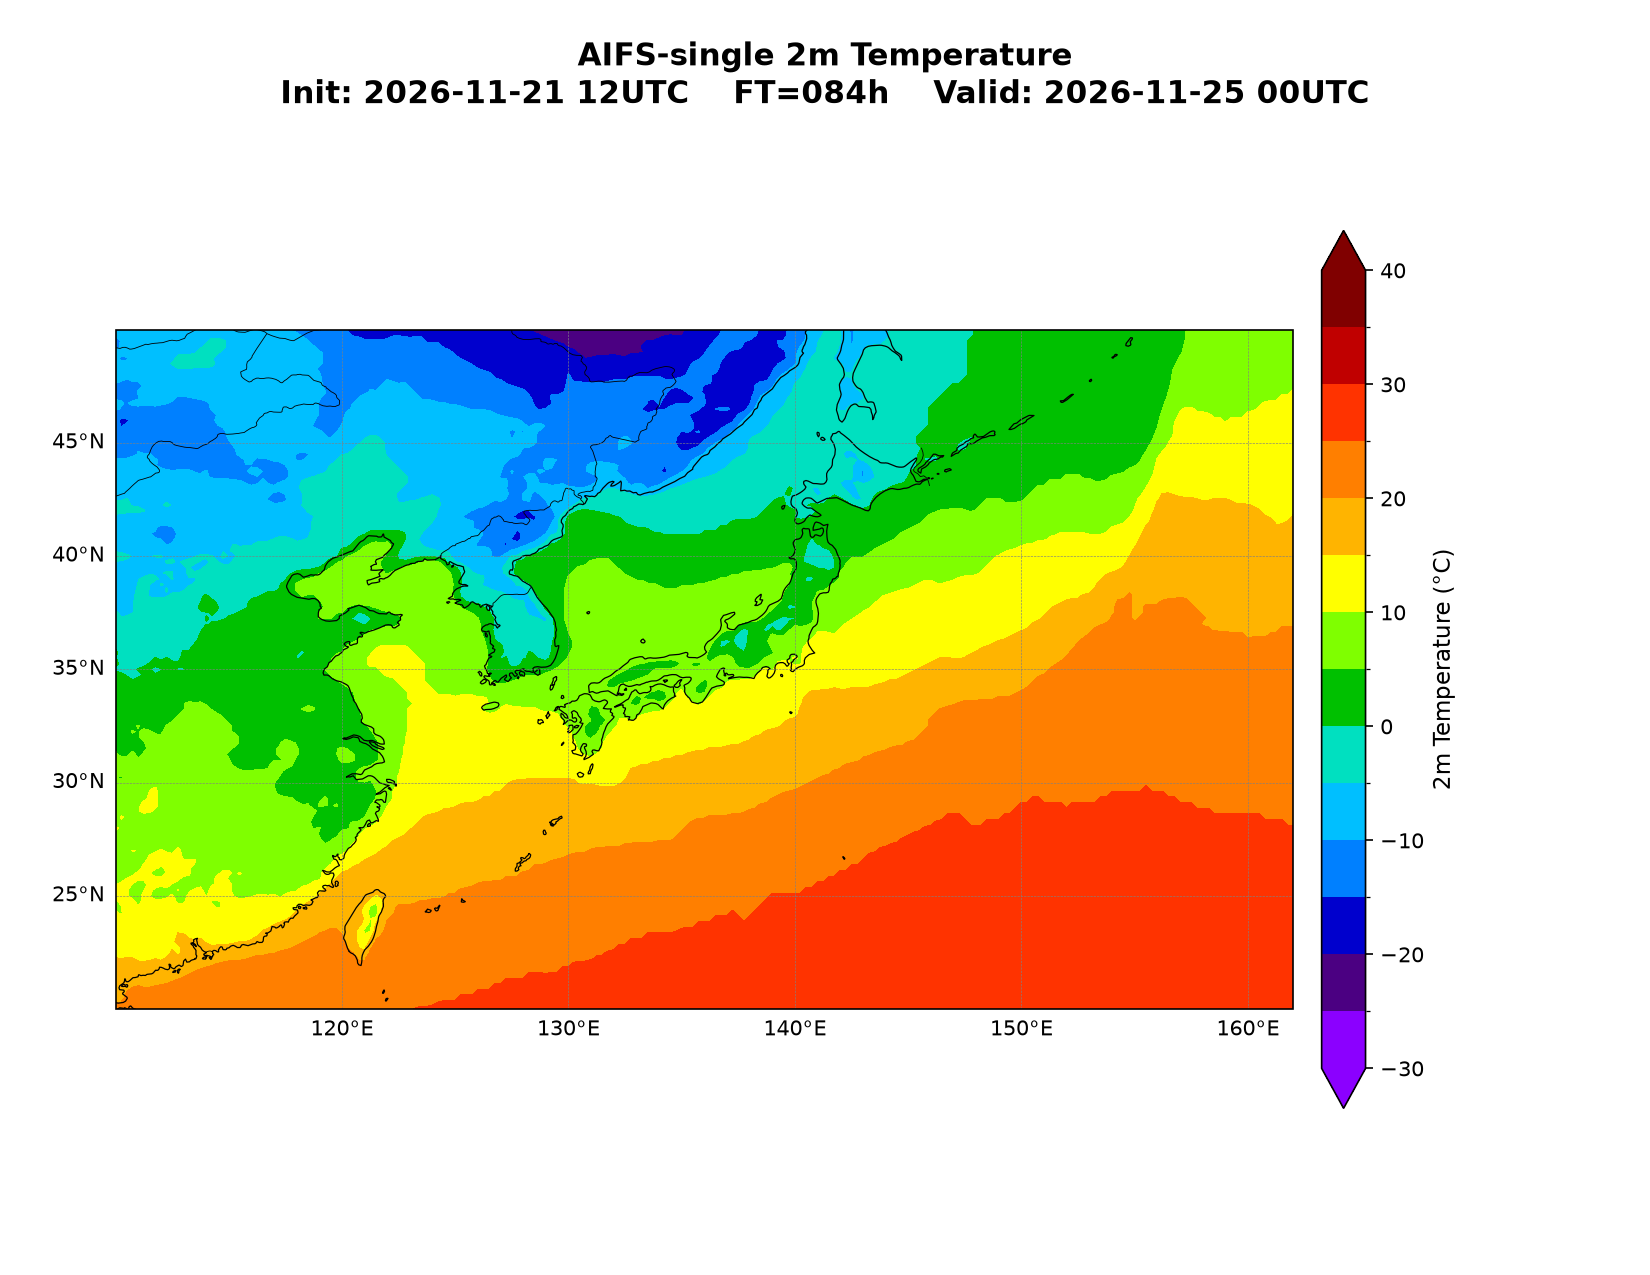 AIFS-single 2m Temperature
Init: 2026-11-21 12UTC    FT=084h    Valid: 2026-11-25 00UTC
45°N
40°N
35°N
30°N
25°N
120°E
130°E
140°E
150°E
160°E
40
30
20
10
0
−10
−20
−30
2m Temperature (°C)